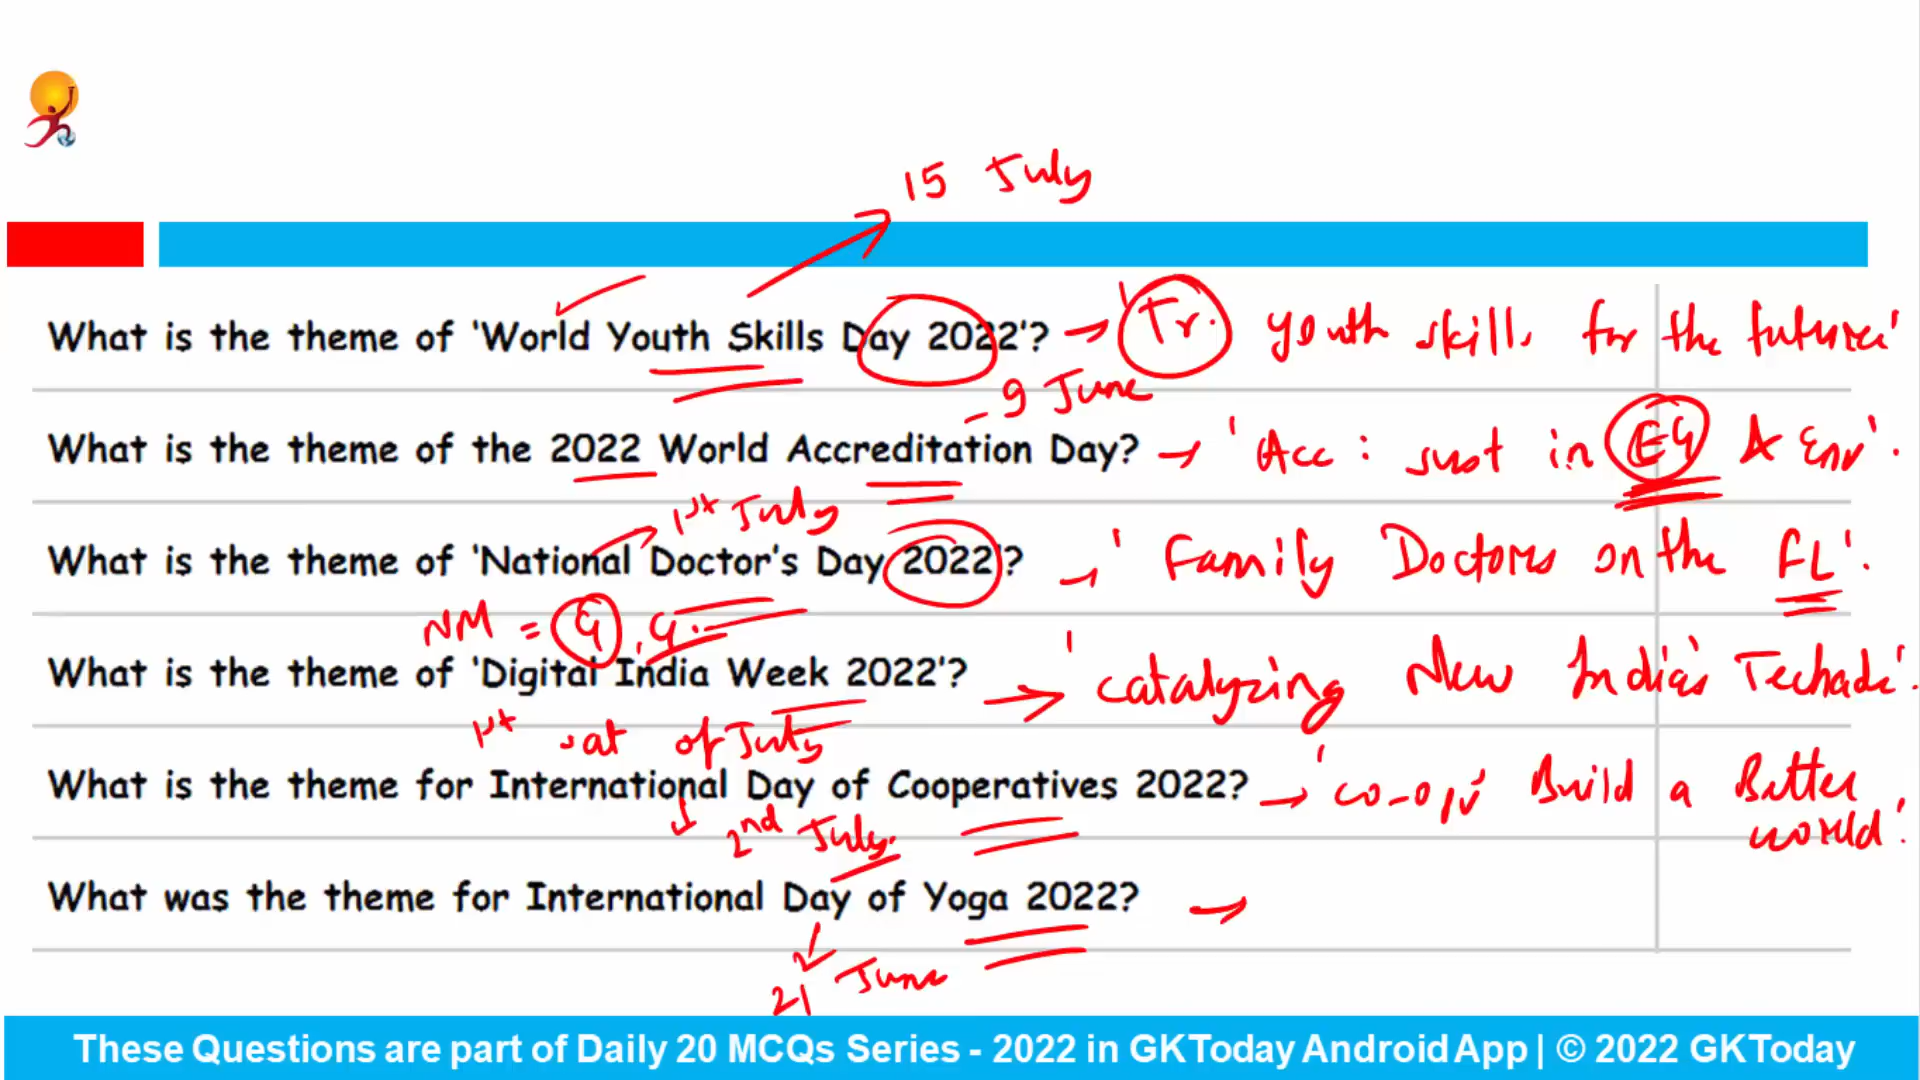 15 July
What is the theme of 'World Youth Skills Day 2022'? → 'Tr. youth skills for the future'
- 9 June
What is the theme of the 2022 World Accreditation Day? → 'Acc: sust in EG & Env'.
1st July
What is the theme of 'National Doctor's Day 2022'? → 'Family Doctors on the FL'.
NM = G, G.
What is the theme of 'Digital India Week 2022'? → 'catalyzing New India's Techade'.
1st sat of July
What is the theme for International Day of Cooperatives 2022? → 'co-op' Build a Better
world'.
2nd July.
What was the theme for International Day of Yoga 2022? →
21 June
These Questions are part of Daily 20 MCQs Series - 2022 in GKToday Android App | © 2022 GKToday